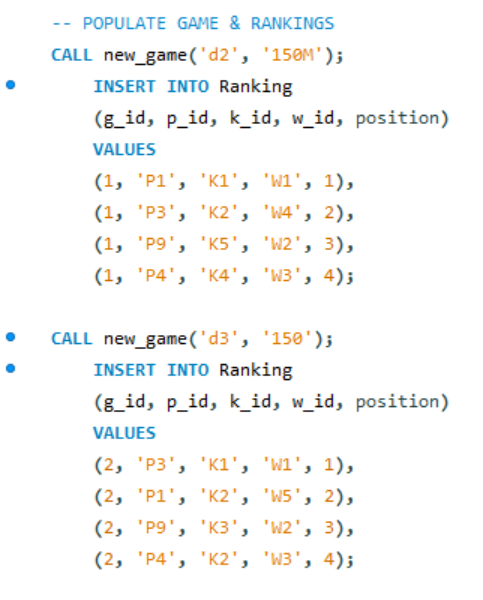 -- POPULATE GAME & RANKINGS
CALL new_game('d2', '150M');
INSERT INTO Ranking
(g_id, p_id, k_id, w_id, position)
VALUES
(1, 'P1', 'K1', 'W1', 1),
(1, 'P3', 'K2', 'W4', 2),
(1, 'P9', 'K5', 'W2', 3),
(1, 'P4', 'K4', 'W3', 4);
CALL new_game('d3', '150');
INSERT INTO Ranking
(g_id, p_id, k_id, w_id, position)
VALUES
(2, 'P3', 'K1', 'W1', 1),
(2, 'P1', 'K2', 'W5', 2),
(2, 'P9', 'K3', 'W2', 3),
(2, 'P4', 'K2', 'W3', 4);